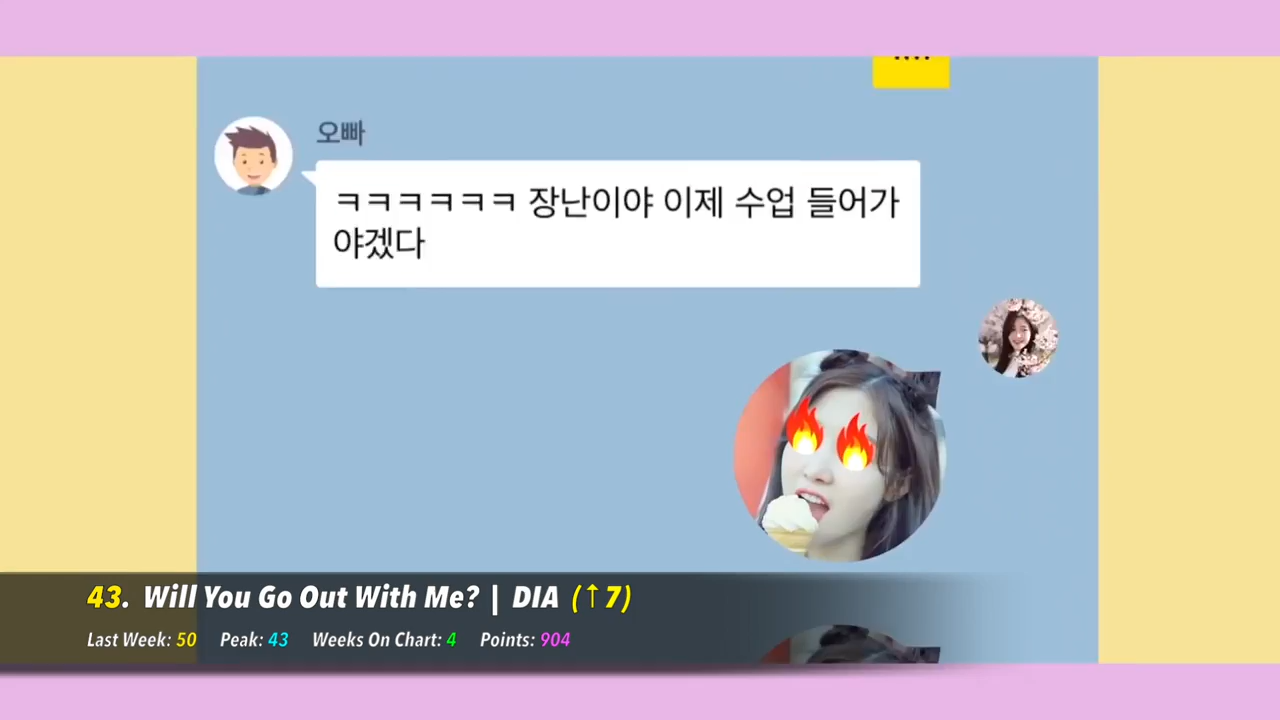 오빠
ㅋㅋㅋㅋㅋㅋ 장난이야 이제 수업 들어가
야겠다
43. Will You Go Out With Me? | DIA (↑7)
Last Week: 50 Peak: 43 Weeks On Chart: 4 Points: 904